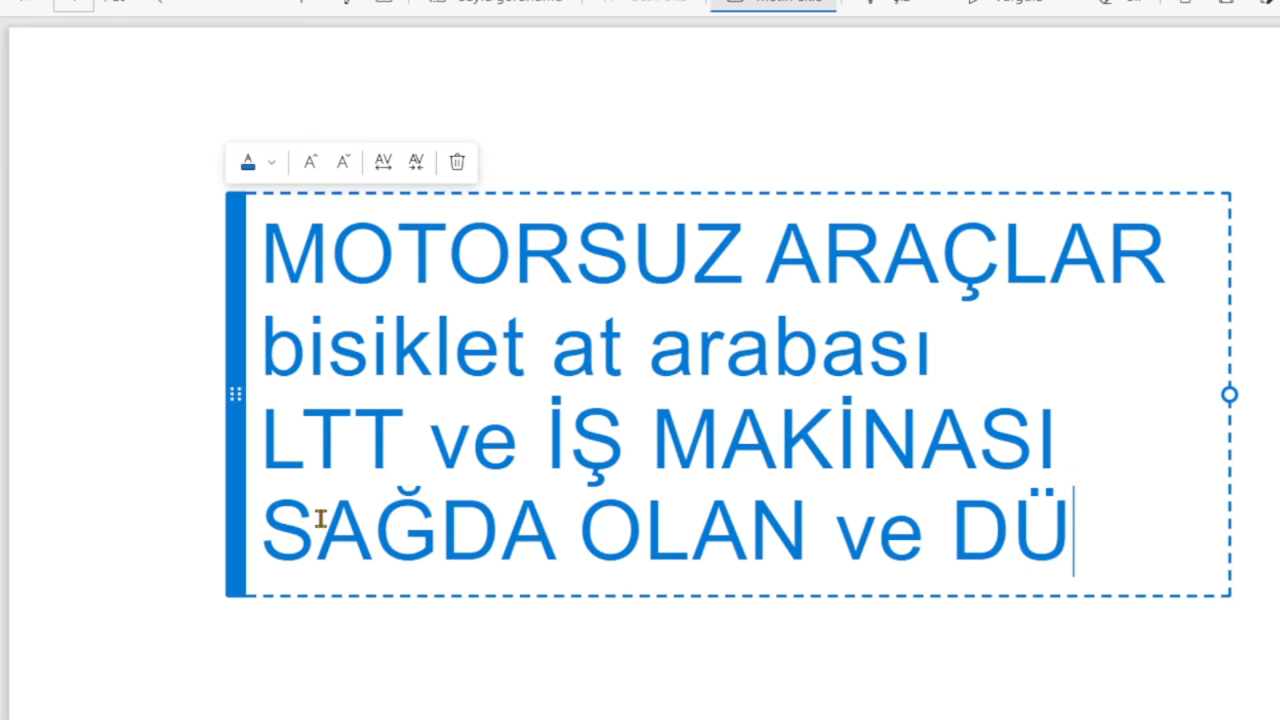 MOTORSUZ ARAÇLAR
bisiklet at arabası
LTT ve İŞ MAKİNASI
SAĞDA OLAN ve DÜ